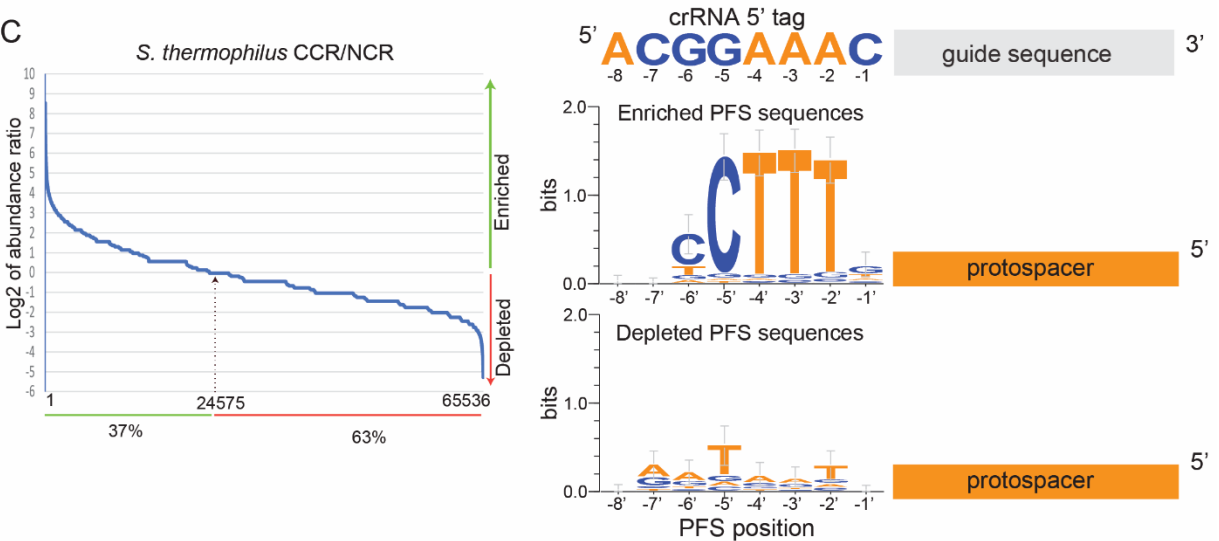 C
S. thermophilus CCR/NCR
Log2 of abundance ratio
10
9
8
7
6
5
4
3
2
1
0
-1
-2
-3
-4
-5
-6
Enriched
Depleted
1 24575 65536
37% 63%
crRNA 5’ tag
5’ ACGGAAAC guide sequence 3’
-8 -7 -6 -5 -4 -3 -2 -1
Enriched PFS sequences
bits
2.0
1.0
0.0
C C T T T
-8’ -7’ -6’ -5’ -4’ -3’ -2’ -1’
protospacer 5’
Depleted PFS sequences
bits
2.0
1.0
0.0
A A T T
-8’ -7’ -6’ -5’ -4’ -3’ -2’ -1’
protospacer 5’
PFS position